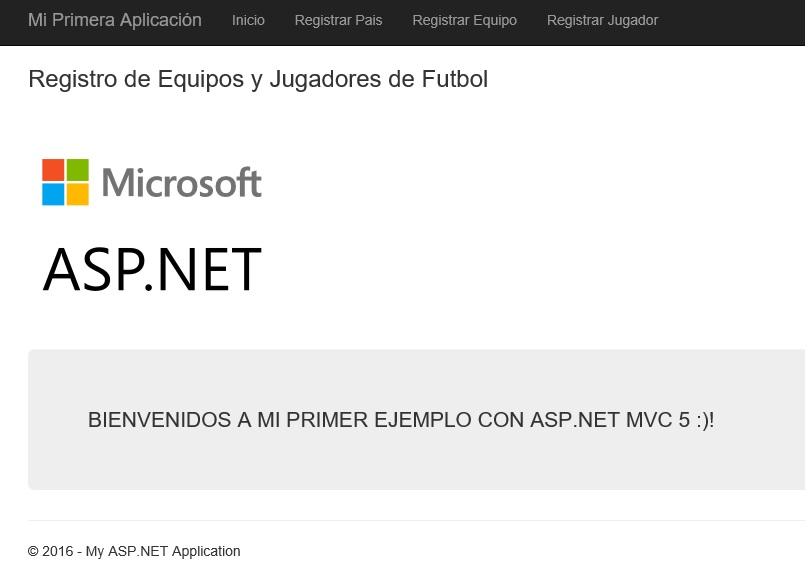 Mi Primera Aplicación Inicio Registrar Pais Registrar Equipo Registrar Jugador
Registro de Equipos y Jugadores de Futbol
Microsoft
ASP.NET
BIENVENIDOS A MI PRIMER EJEMPLO CON ASP.NET MVC 5 :)!
© 2016 - My ASP.NET Application